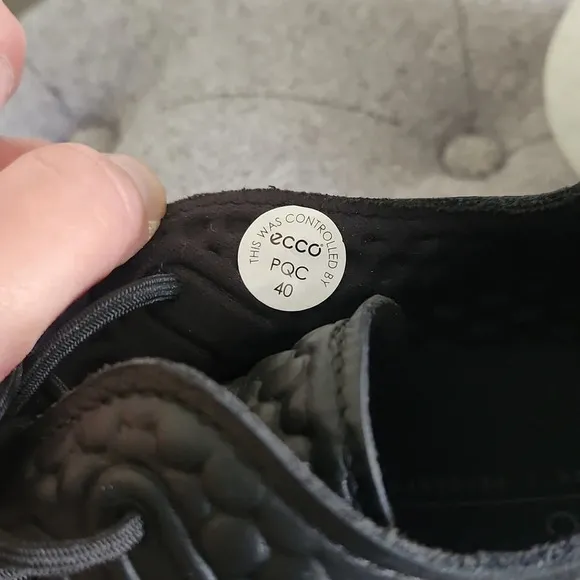 THIS WAS CONTROLLED BY
ecco®
PQC
40